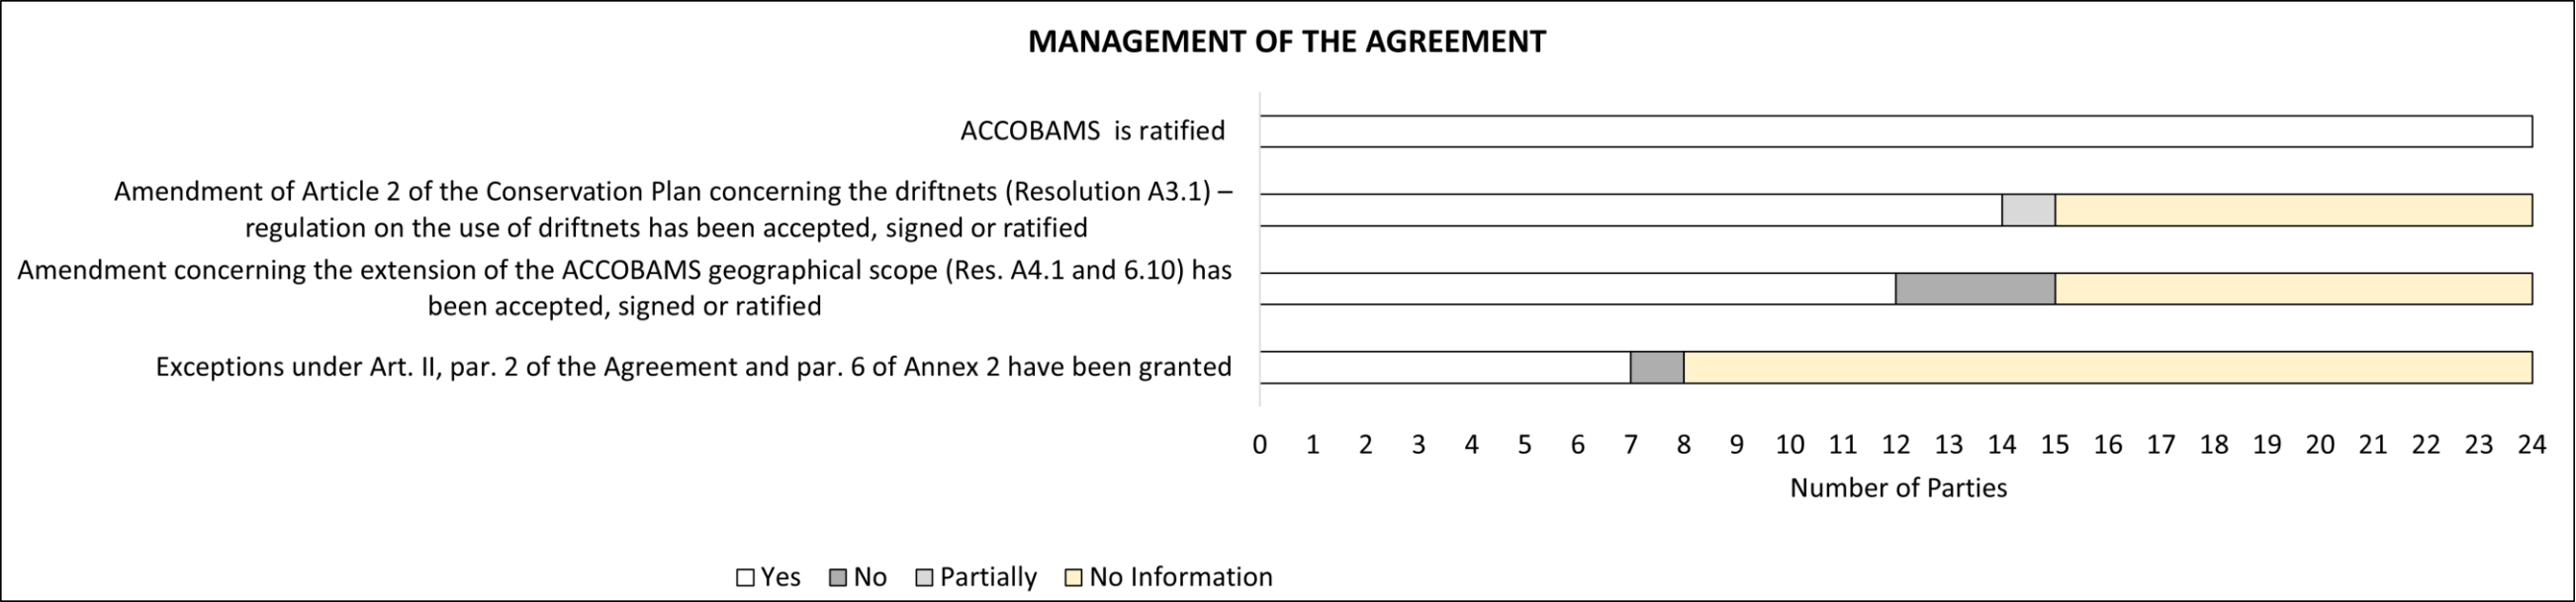 MANAGEMENT OF THE AGREEMENT
ACCOBAMS is ratified
Amendment of Article 2 of the Conservation Plan concerning the driftnets (Resolution A3.1) –
regulation on the use of driftnets has been accepted, signed or ratified
Amendment concerning the extension of the ACCOBAMS geographical scope (Res. A4.1 and 6.10) has
been accepted, signed or ratified
Exceptions under Art. II, par. 2 of the Agreement and par. 6 of Annex 2 have been granted
0 1 2 3 4 5 6 7 8 9 10 11 12 13 14 15 16 17 18 19 20 21 22 23 24
Number of Parties
Yes No Partially No Information